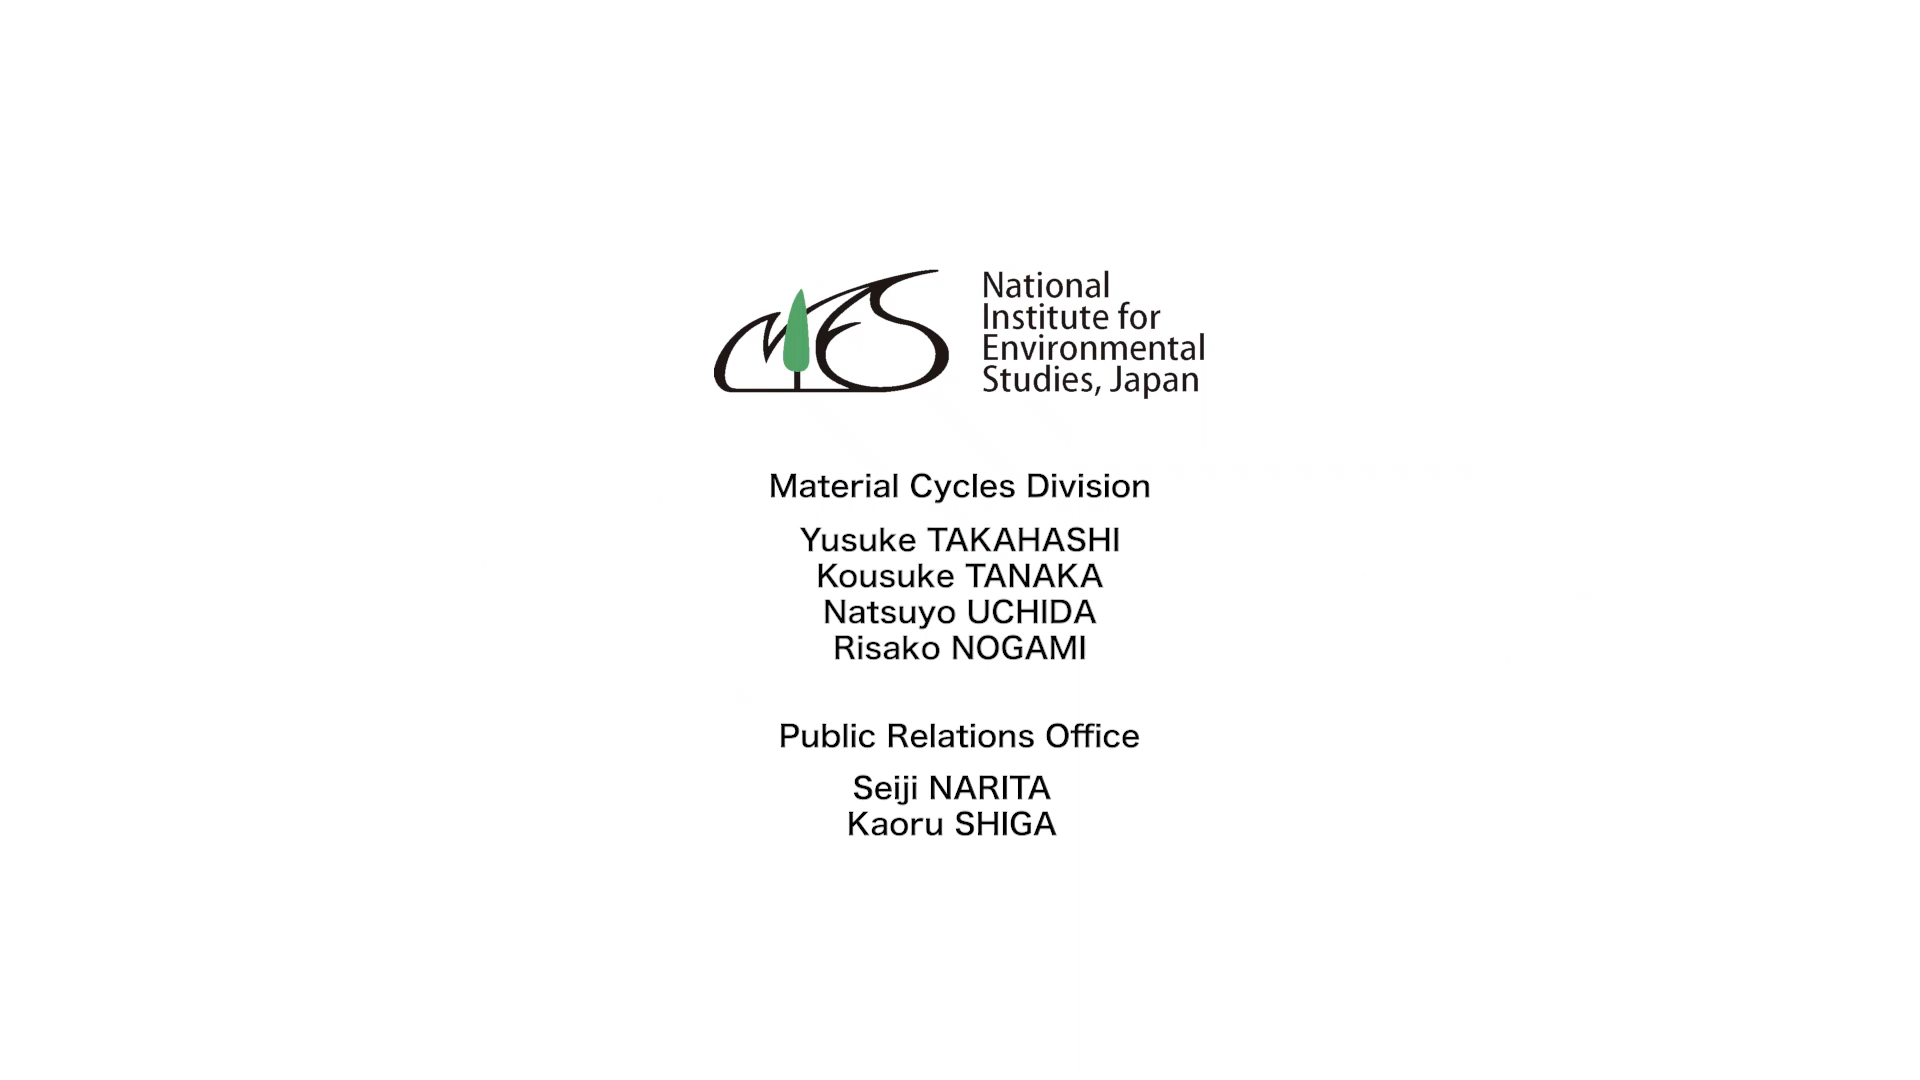 NIES
National
Institute for
Environmental
Studies, Japan
Material Cycles Division
Yusuke TAKAHASHI
Kousuke TANAKA
Natsuyo UCHIDA
Risako NOGAMI
Public Relations Office
Seiji NARITA
Kaoru SHIGA